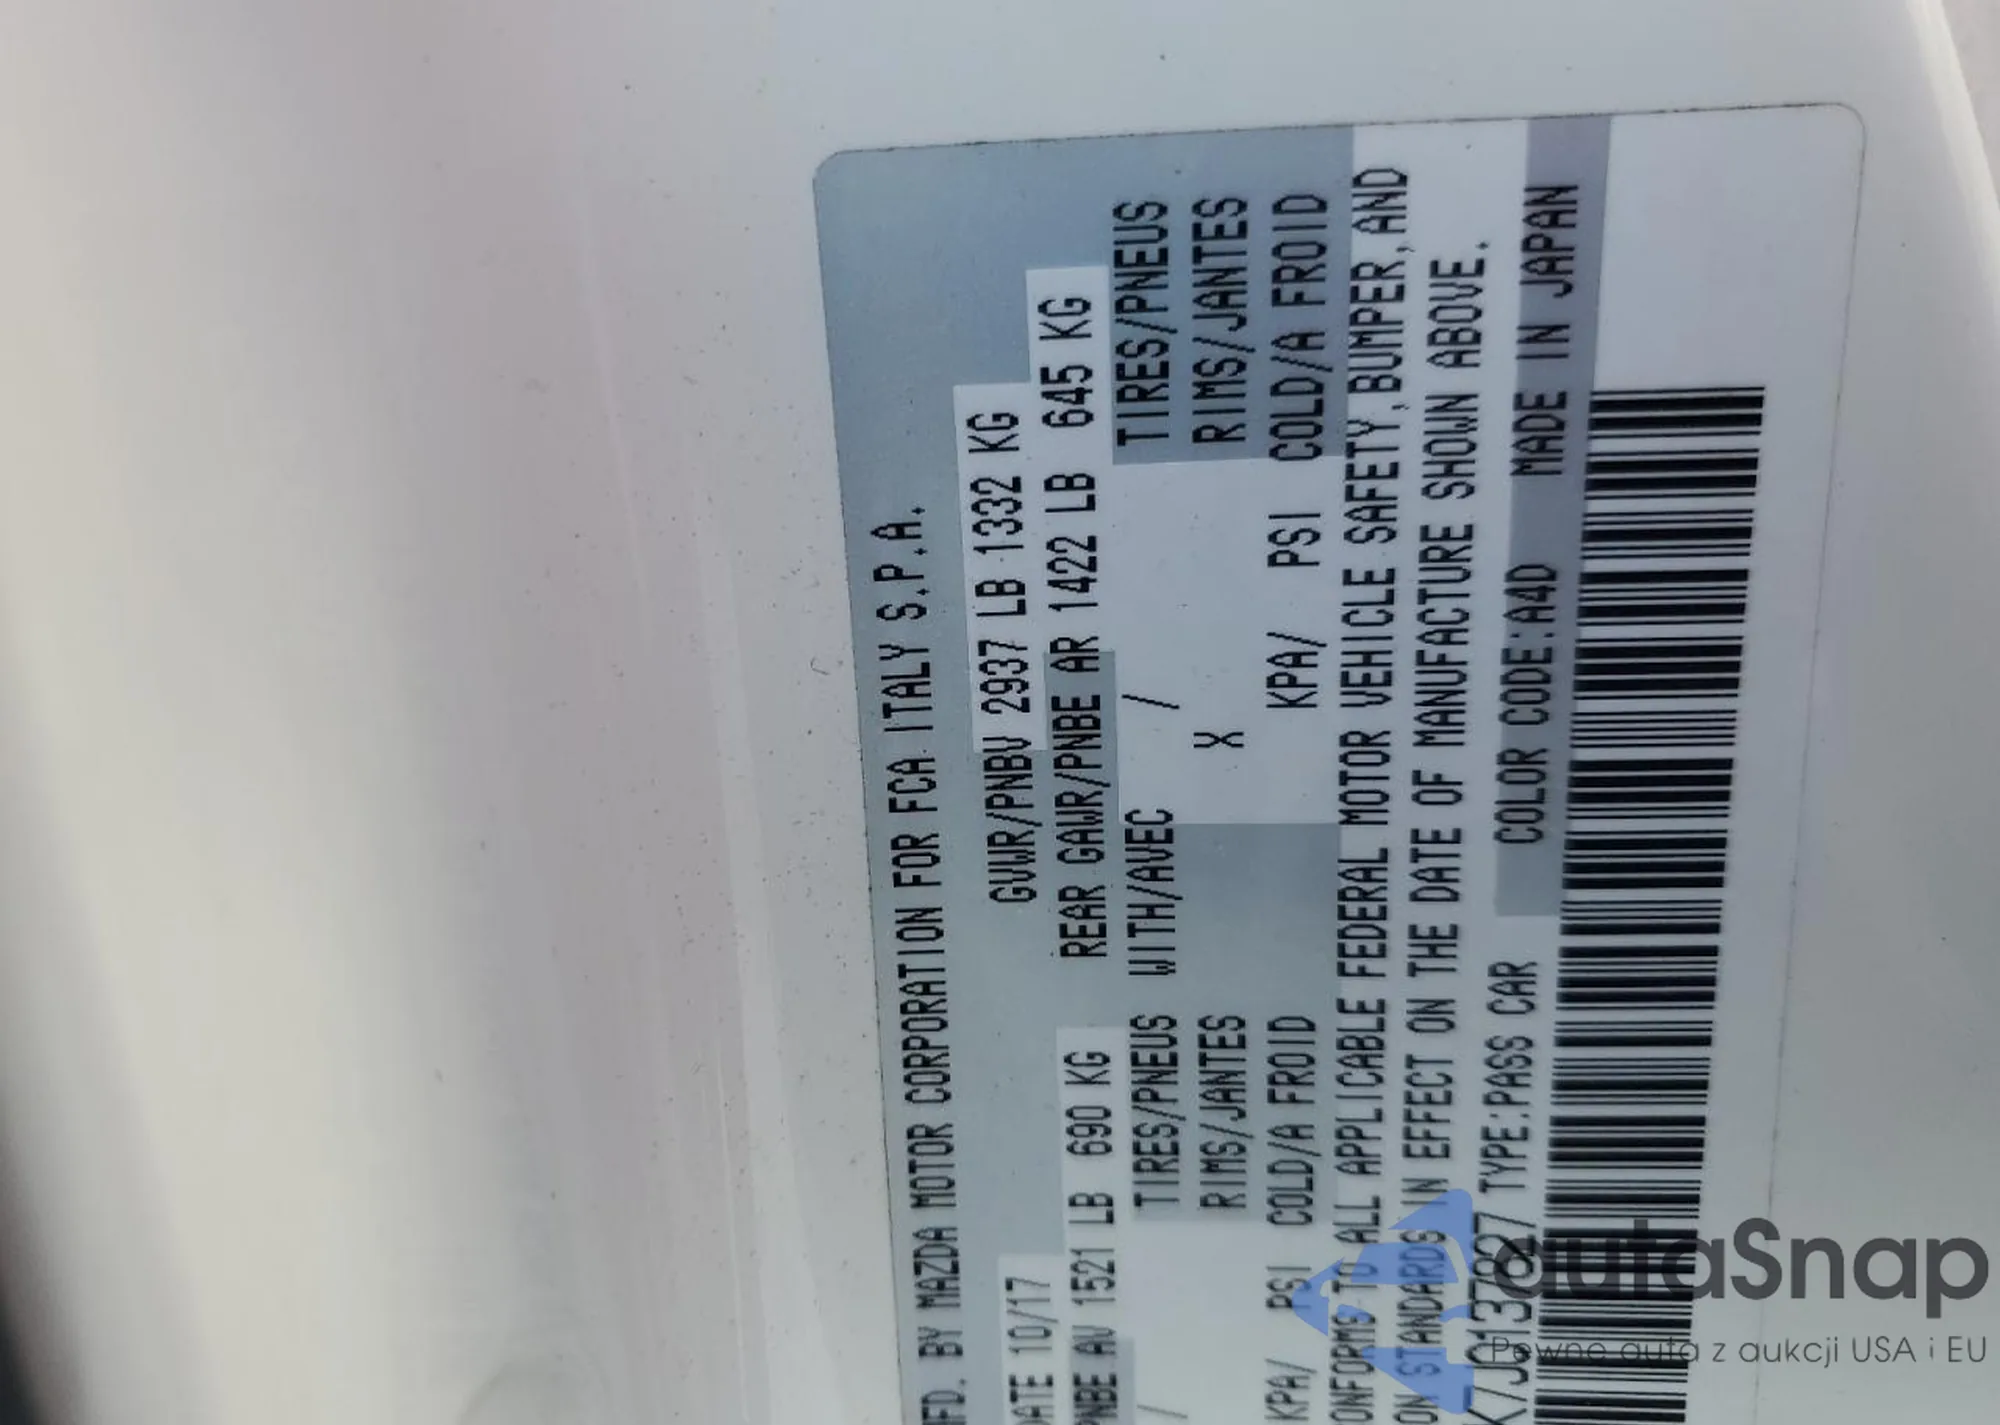 MFD. BY MAZDA MOTOR CORPORATION FOR FCA ITALY S.P.A.
DATE 10/17 GVWR/PNBV 2937 LB 1332 KG
PNBE AV 1521 LB 690 KG REAR GAWR/PNBE AR 1422 LB 645 KG
/ TIRES/PNEUS WITH/AVEC / TIRES/PNEUS
RIMS/JANTES X RIMS/JANTES
KPA/ PSI COLD/A FROID KPA/ PSI COLD/A FROID
CONFORMS TO ALL APPLICABLE FEDERAL MOTOR VEHICLE SAFETY, BUMPER, AND
ON STANDARDS IN EFFECT ON THE DATE OF MANUFACTURE SHOWN ABOVE.
TYPE:PASS CAR COLOR CODE:A4D MADE IN JAPAN
autaSnap
Pewne auta z aukcji USA i EU